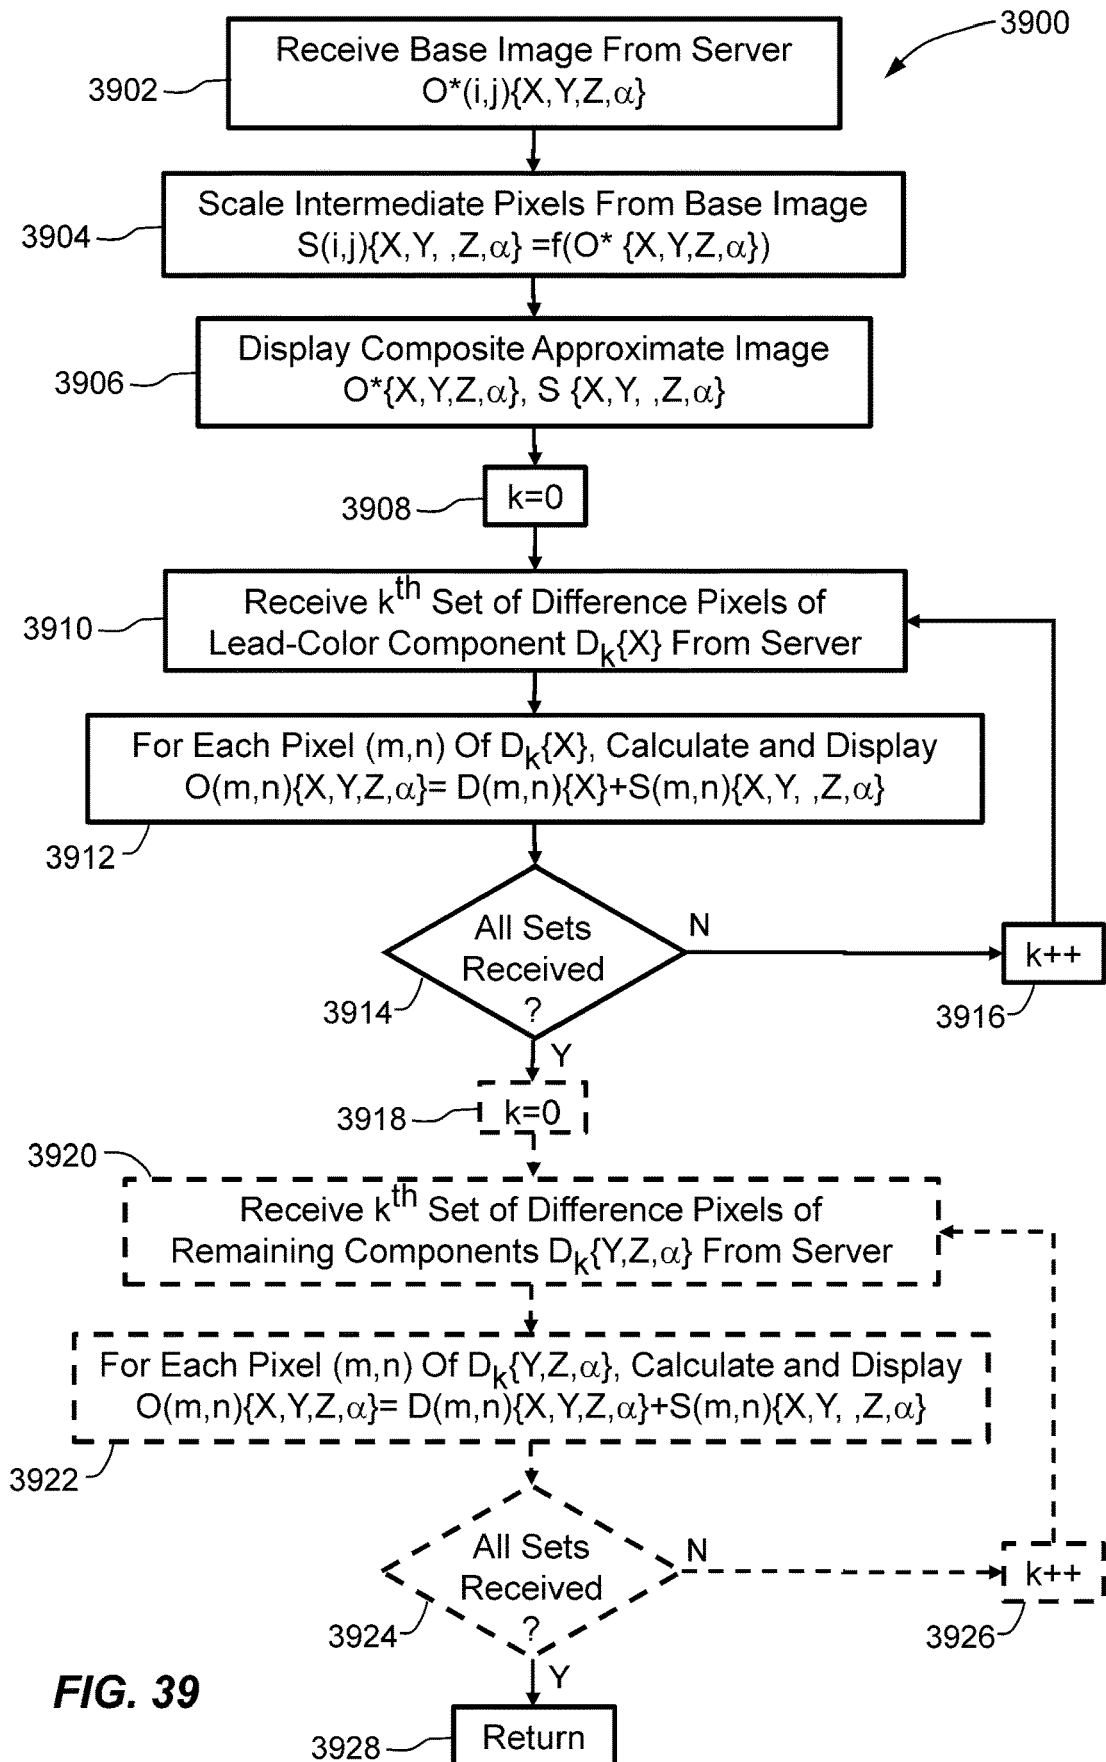 3900
Receive Base Image From Server
O*(i,j){X,Y,Z,α}
3902
Scale Intermediate Pixels From Base Image
S(i,j){X,Y, ,Z,α} =f(O* {X,Y,Z,α})
3904
Display Composite Approximate Image
O*{X,Y,Z,α}, S {X,Y, ,Z,α}
3906
k=0
3908
Receive kth Set of Difference Pixels of
Lead-Color Component Dk{X} From Server
3910
For Each Pixel (m,n) Of Dk{X}, Calculate and Display
O(m,n){X,Y,Z,α}= D(m,n){X}+S(m,n){X,Y, ,Z,α}
3912
All Sets
Received
?
3914
N
k++
3916
Y
k=0
3918
3920
Receive kth Set of Difference Pixels of
Remaining Components Dk{Y,Z,α} From Server
For Each Pixel (m,n) Of Dk{Y,Z,α}, Calculate and Display
O(m,n){X,Y,Z,α}= D(m,n){X,Y,Z,α}+S(m,n){X,Y, ,Z,α}
3922
All Sets
Received
?
3924
N
k++
3926
Y
Return
3928
FIG. 39